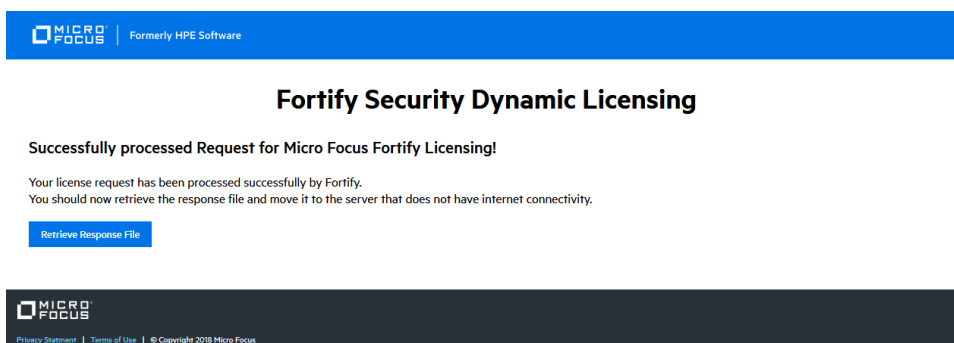 MICRO FOCUS | Formerly HPE Software
Fortify Security Dynamic Licensing
Successfully processed Request for Micro Focus Fortify Licensing!
Your license request has been processed successfully by Fortify.
You should now retrieve the response file and move it to the server that does not have internet connectivity.
Retrieve Response File
MICRO FOCUS
Privacy Statment | Terms of Use | © Copyright 2018 Micro Focus